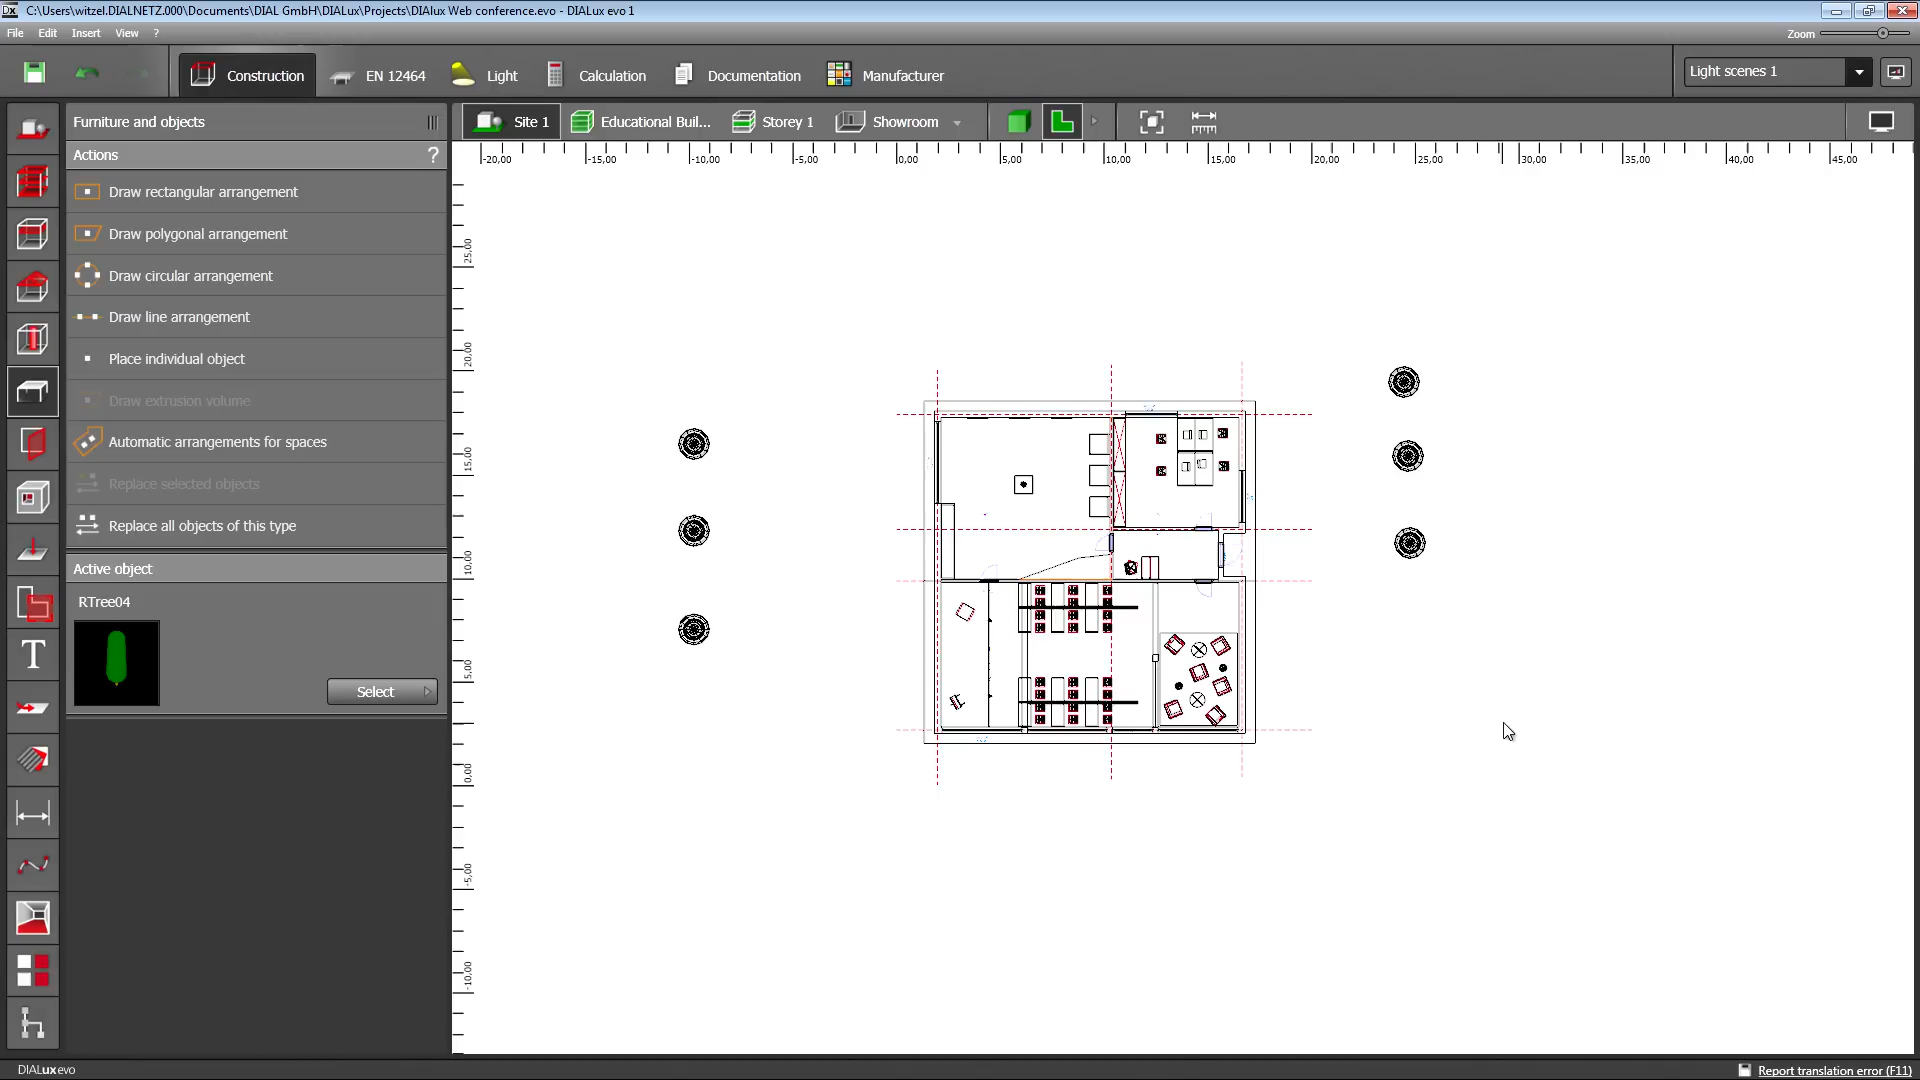 C:\Users\witzel.DIALNETZ.000\Documents\DIAL GmbH\DIALux\Projects\DIAlux Web conference.evo - DIALux evo 1
File Edit Insert View ?
Zoom
Construction EN 12464 Light Calculation Documentation Manufacturer
Light scenes 1
Furniture and objects
Site 1 Educational Buil... Storey 1 Showroom
Actions ?
-20,00 -15,00 -10,00 -5,00 0,00 5,00 10,00 15,00 20,00 25,00 30,00 35,00 40,00 45,00
Draw rectangular arrangement
Draw polygonal arrangement
Draw circular arrangement
Draw line arrangement
Place individual object
Draw extrusion volume
Automatic arrangements for spaces
Replace selected objects
Replace all objects of this type
Active object
RTree04
Select
25,00
20,00
15,00
10,00
5,00
0,00
-5,00
-10,00
T
DIALux evo
Report translation error (F11)